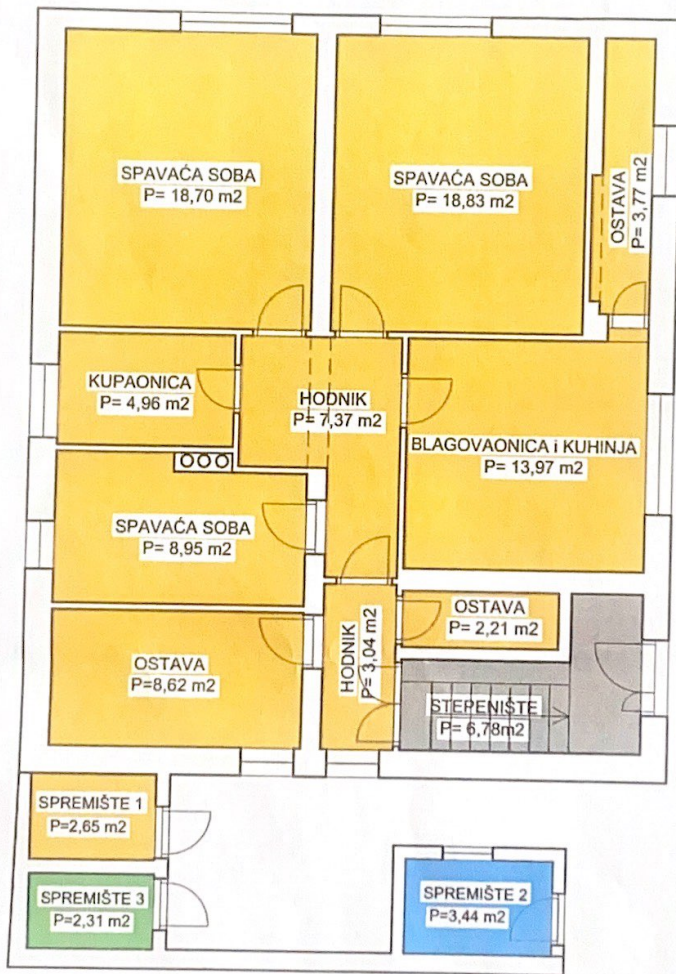 SPAVAĆA SOBA
P= 18,70 m2
SPAVAĆA SOBA
P= 18,83 m2
OSTAVA
P= 3,77 m2
KUPAONICA
P= 4,96 m2
HODNIK
P= 7,37 m2
BLAGOVAONICA i KUHINJA
P= 13,97 m2
SPAVAĆA SOBA
P= 8,95 m2
OSTAVA
P= 2,21 m2
HODNIK
P= 3,04 m2
OSTAVA
P=8,62 m2
STEPENIŠTE
P= 6,78m2
SPREMIŠTE 1
P=2,65 m2
SPREMIŠTE 3
P=2,31 m2
SPREMIŠTE 2
P=3,44 m2